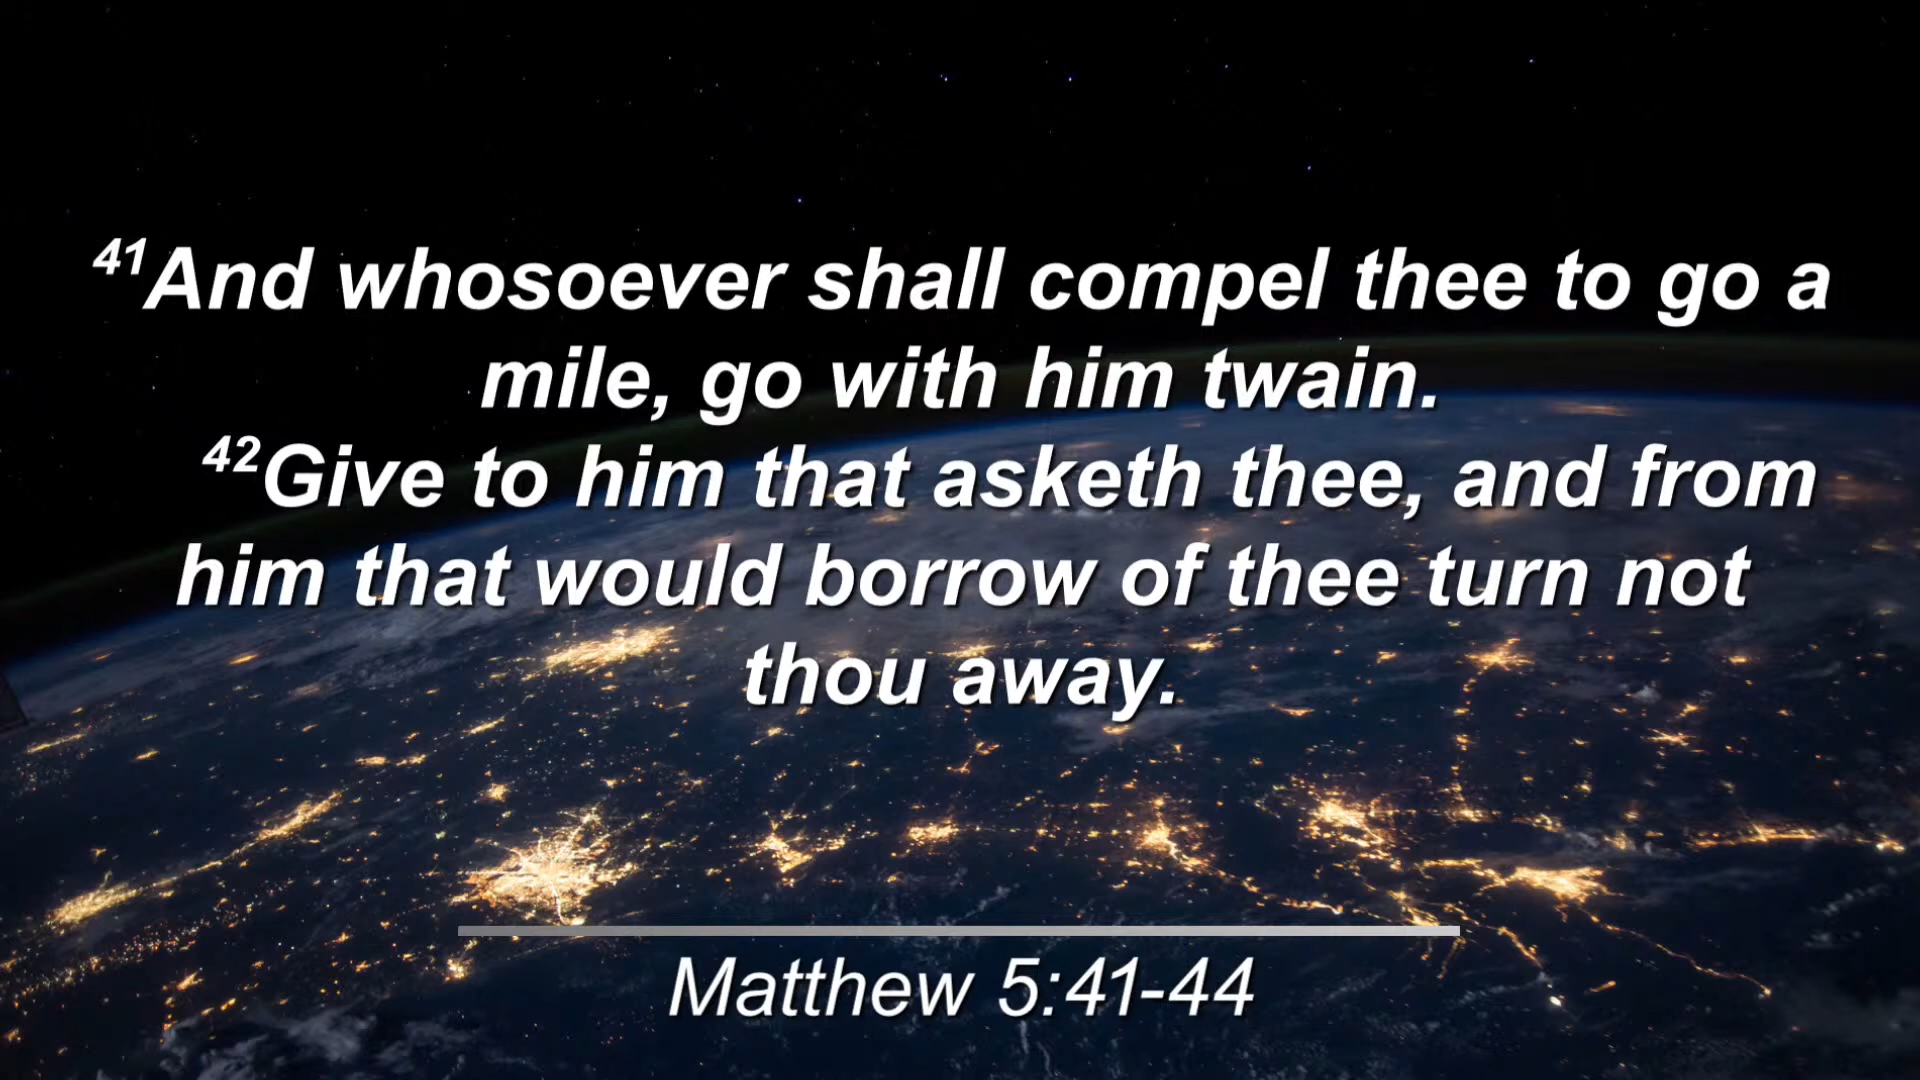 41And whosoever shall compel thee to go a
mile, go with him twain.
42Give to him that asketh thee, and from
him that would borrow of thee turn not
thou away.
Matthew 5:41-44